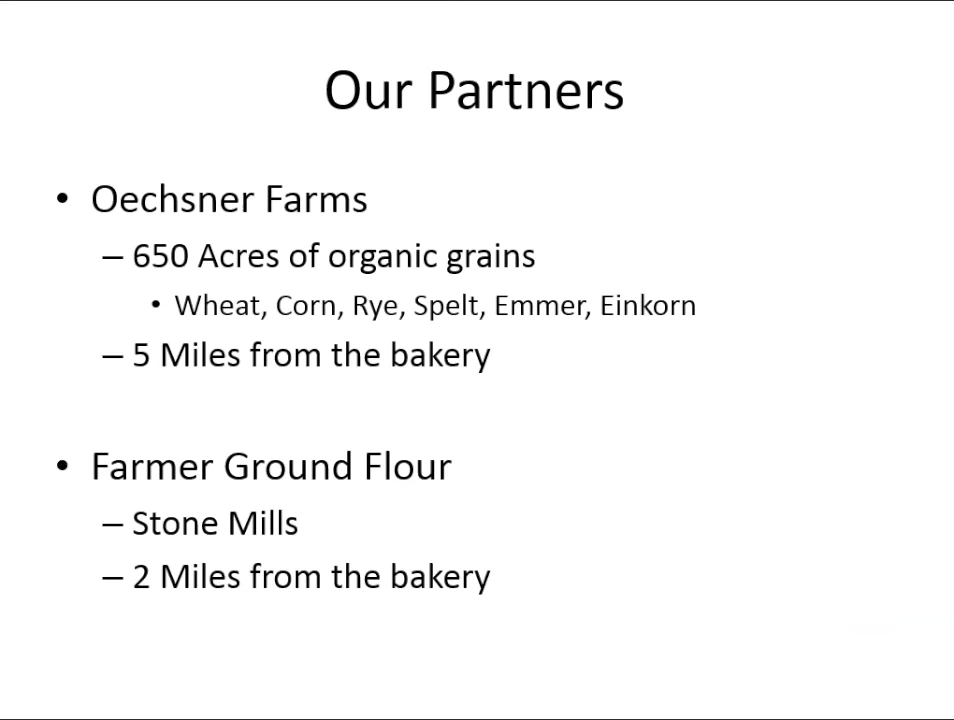 Our Partners
• Oechsner Farms
– 650 Acres of organic grains
• Wheat, Corn, Rye, Spelt, Emmer, Einkorn
– 5 Miles from the bakery
• Farmer Ground Flour
– Stone Mills
– 2 Miles from the bakery